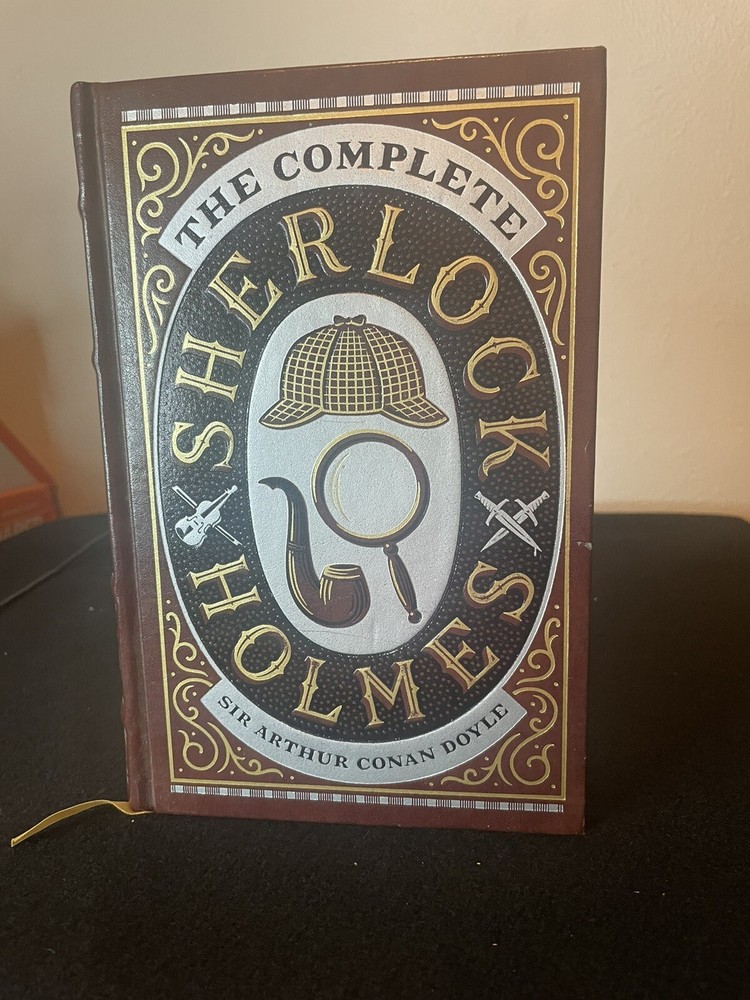 THE COMPLETE
SHERLOCK
HOLMES
SIR ARTHUR CONAN DOYLE